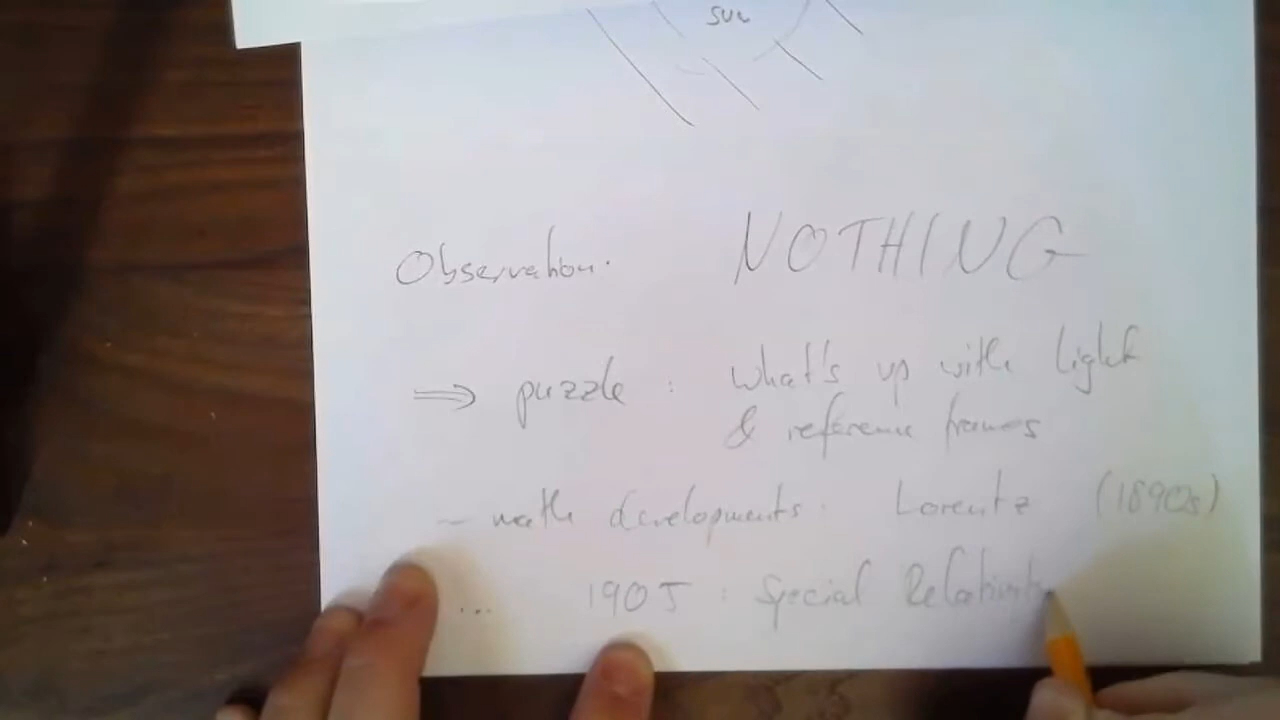 sun
Observation: NOTHING
⇒ puzzle : what's up with light
& reference frames
– math developments: Lorentz (1890s)
... 1905 : Special Relativity